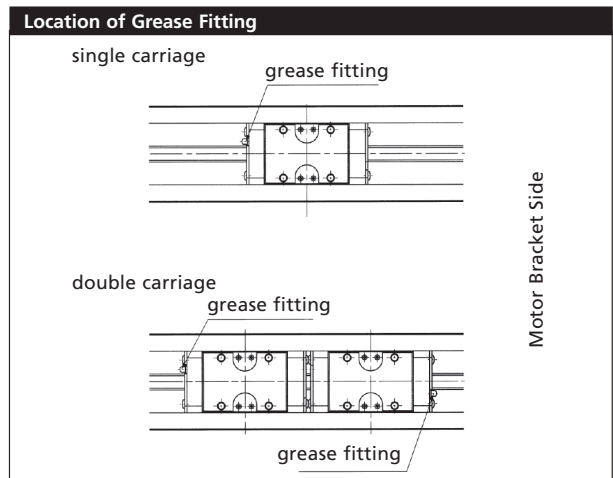 Location of Grease Fitting
single carriage
grease fitting
Motor Bracket Side
double carriage
grease fitting
grease fitting